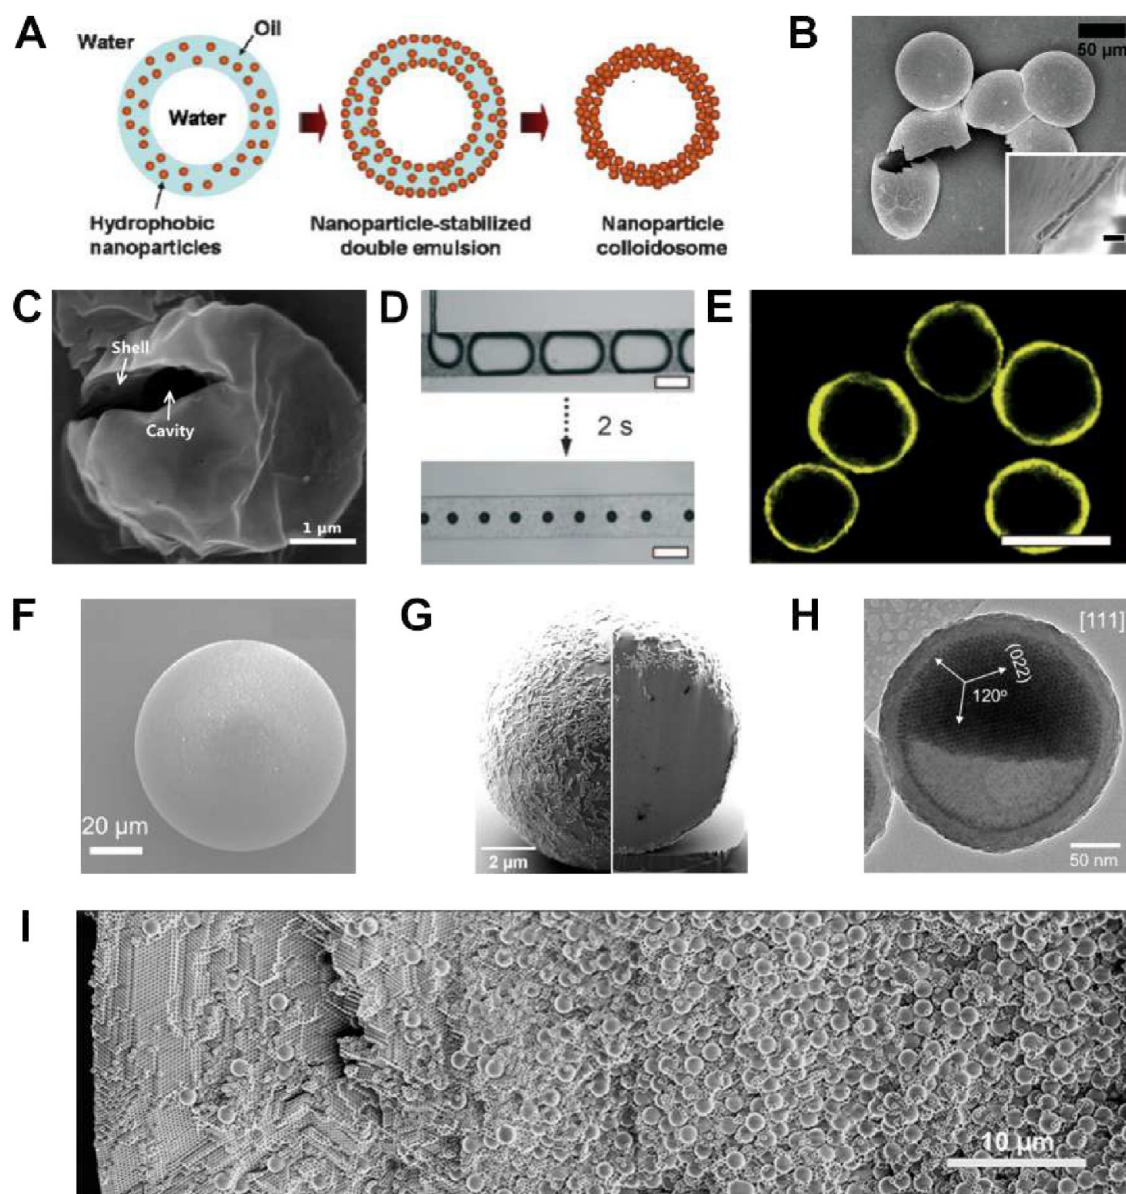 A
Water
Oil
Water
Hydrophobic
nanoparticles
Nanoparticle-stabilized
double emulsion
Nanoparticle
colloidosome
B
50 µm
C
Shell
Cavity
1 µm
D
2 s
E
F
20 µm
G
2 µm
H
[111]
(022)
120°
50 nm
I
10 µm